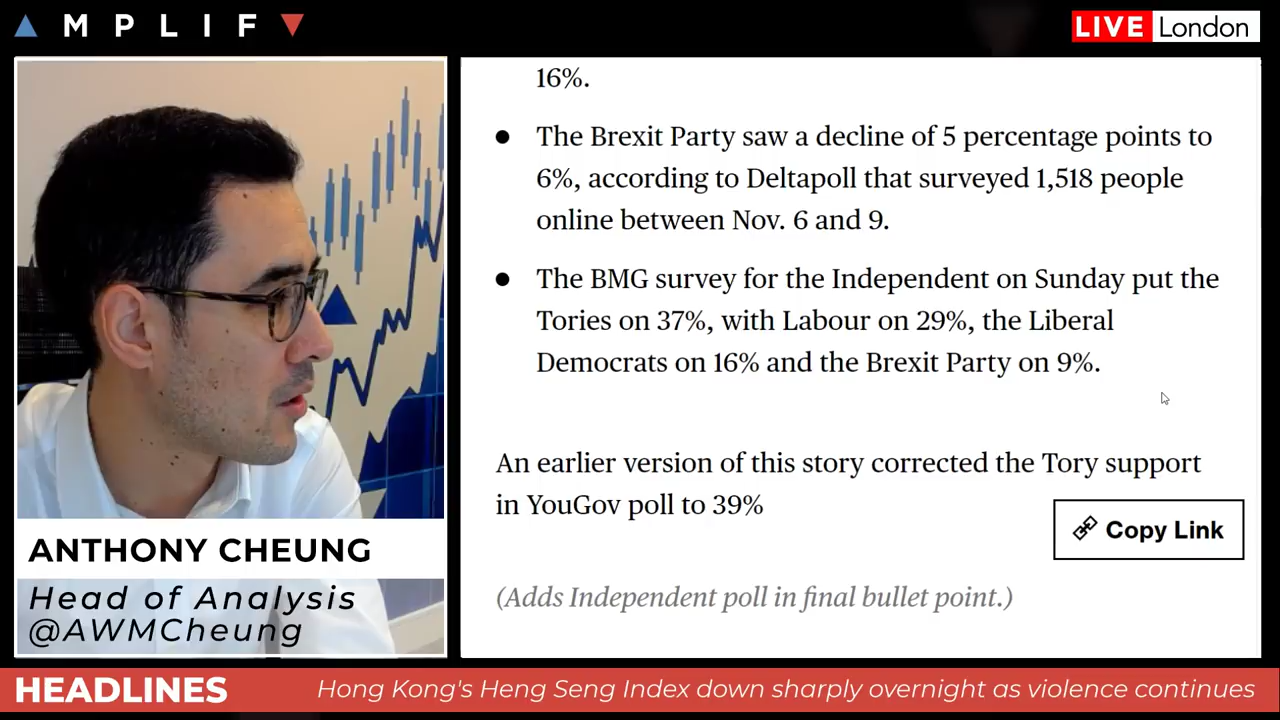 ▲ M P L I F ▼
LIVE London
16%.
● The Brexit Party saw a decline of 5 percentage points to
6%, according to Deltapoll that surveyed 1,518 people
online between Nov. 6 and 9.
● The BMG survey for the Independent on Sunday put the
Tories on 37%, with Labour on 29%, the Liberal
Democrats on 16% and the Brexit Party on 9%.
An earlier version of this story corrected the Tory support
in YouGov poll to 39%
Copy Link
(Adds Independent poll in final bullet point.)
ANTHONY CHEUNG
Head of Analysis
@AWMCheung
HEADLINES Hong Kong's Heng Seng Index down sharply overnight as violence continues